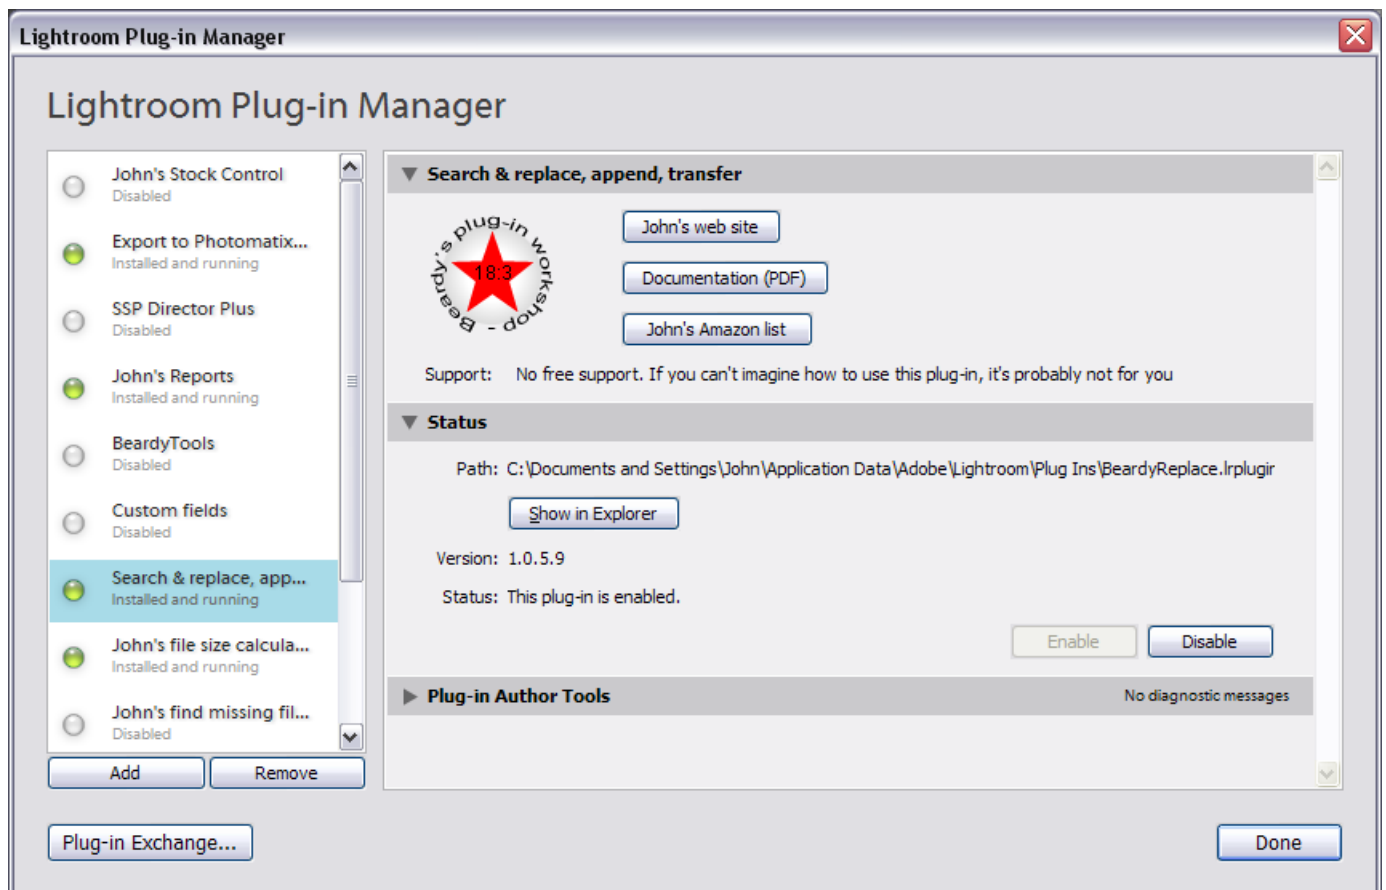 Lightroom Plug-in Manager
Lightroom Plug-in Manager
John's Stock Control
Disabled
Export to Photomatix...
Installed and running
SSP Director Plus
Disabled
John's Reports
Installed and running
BeardyTools
Disabled
Custom fields
Disabled
Search & replace, app...
Installed and running
John's file size calcula...
Installed and running
John's find missing fil...
Disabled
Add
Remove
Search & replace, append, transfer
Beardy's plug-in workshop -
18:3
John's web site
Documentation (PDF)
John's Amazon list
Support: No free support. If you can't imagine how to use this plug-in, it's probably not for you
Status
Path: C:\Documents and Settings\John\Application Data\Adobe\Lightroom\Plug Ins\BeardyReplace.lrplugir
Show in Explorer
Version: 1.0.5.9
Status: This plug-in is enabled.
Enable
Disable
Plug-in Author Tools
No diagnostic messages
Plug-in Exchange...
Done